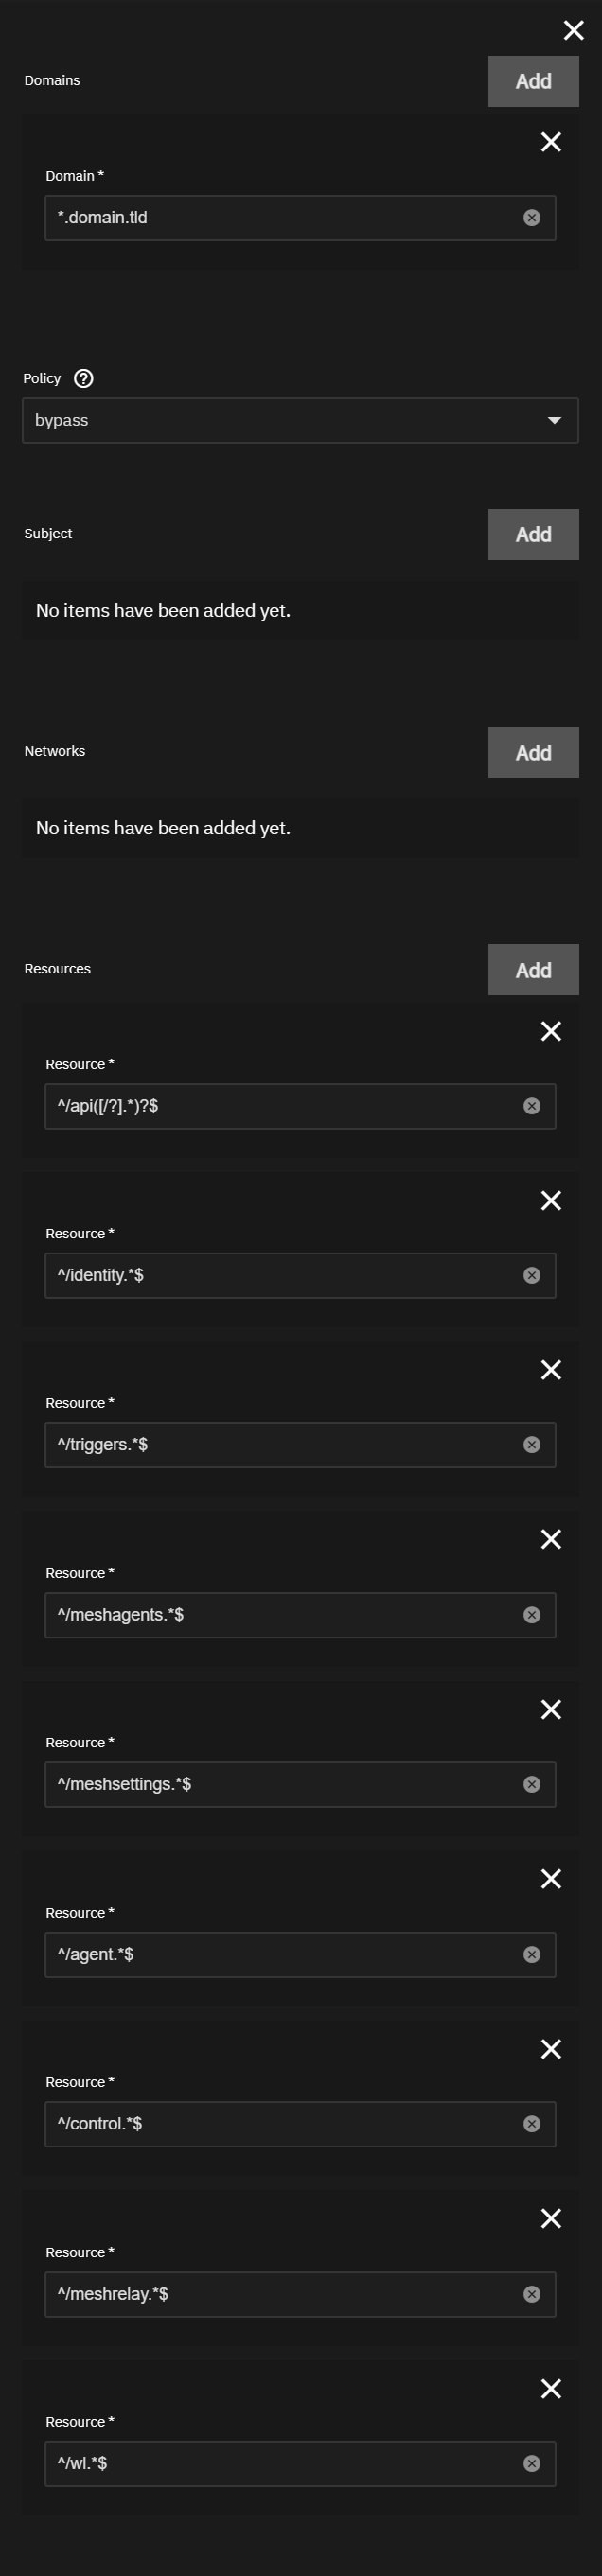 Domains
Add
Domain *
*.domain.tld
Policy
bypass
Subject
Add
No items have been added yet.
Networks
Add
No items have been added yet.
Resources
Add
Resource *
^/api([/?].*)?$
Resource *
^/identity.*$
Resource *
^/triggers.*$
Resource *
^/meshagents.*$
Resource *
^/meshsettings.*$
Resource *
^/agent.*$
Resource *
^/control.*$
Resource *
^/meshrelay.*$
Resource *
^/wl.*$